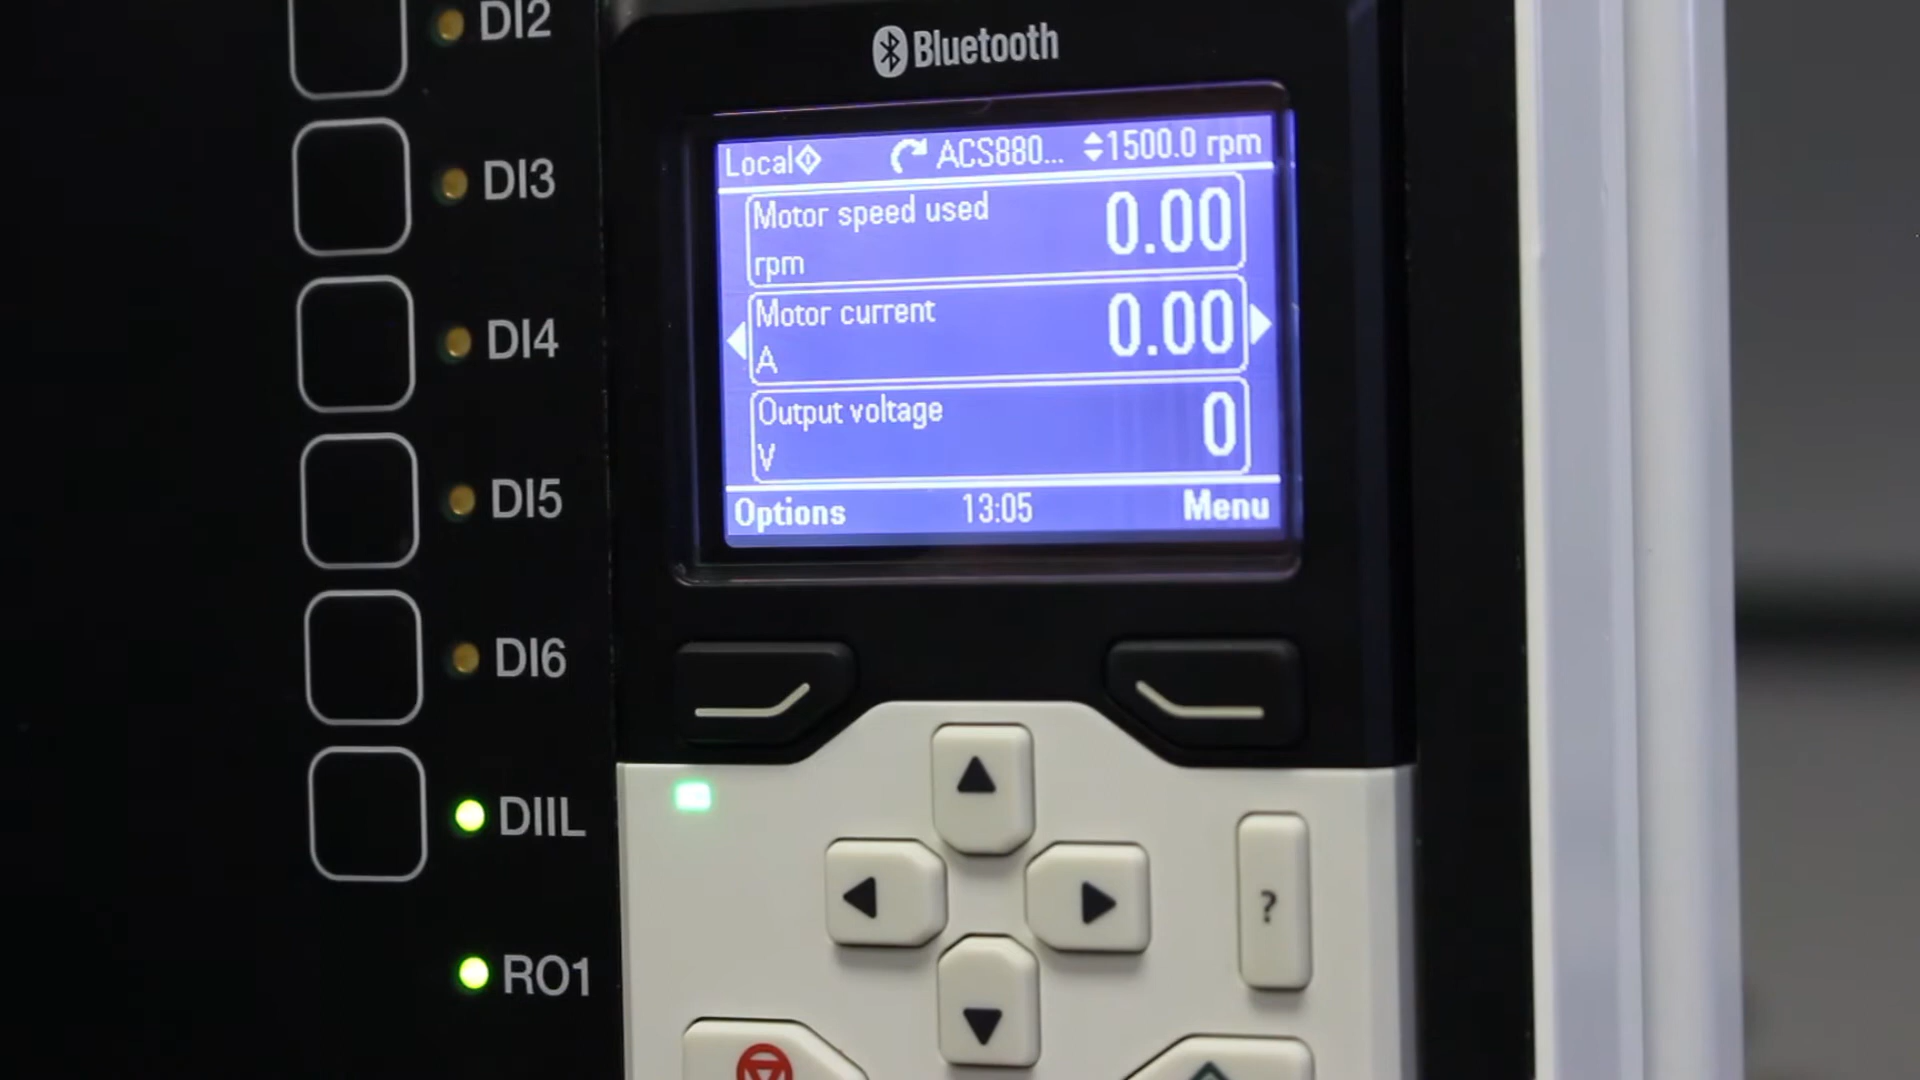 DI2
DI3
DI4
DI5
DI6
DIIL
RO1
Bluetooth
Local ACS880... 1500.0 rpm
Motor speed used 0.00
rpm
Motor current 0.00
A
Output voltage 0
V
Options 13:05 Menu
?